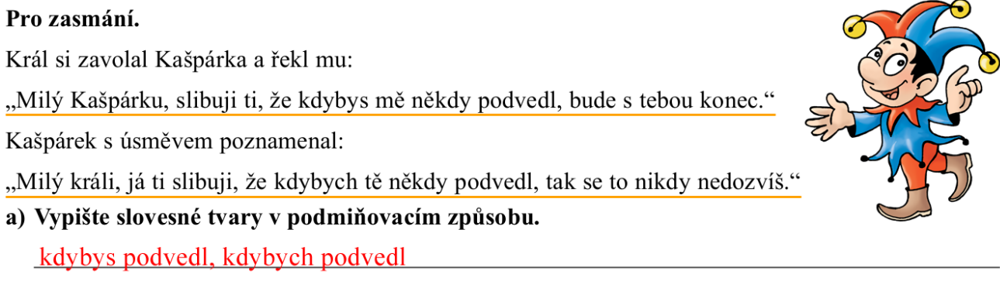 Pro zasmání.
Král si zavolal Kašpárka a řekl mu:
„Milý Kašpárku, slibuji ti, že kdybys mě někdy podvedl, bude s tebou konec.“
Kašpárek s úsměvem poznamenal:
„Milý králi, já ti slibuji, že kdybych tě někdy podvedl, tak se to nikdy nedozvíš.“
a) Vypište slovesné tvary v podmiňovacím způsobu.
kdybys podvedl, kdybych podvedl